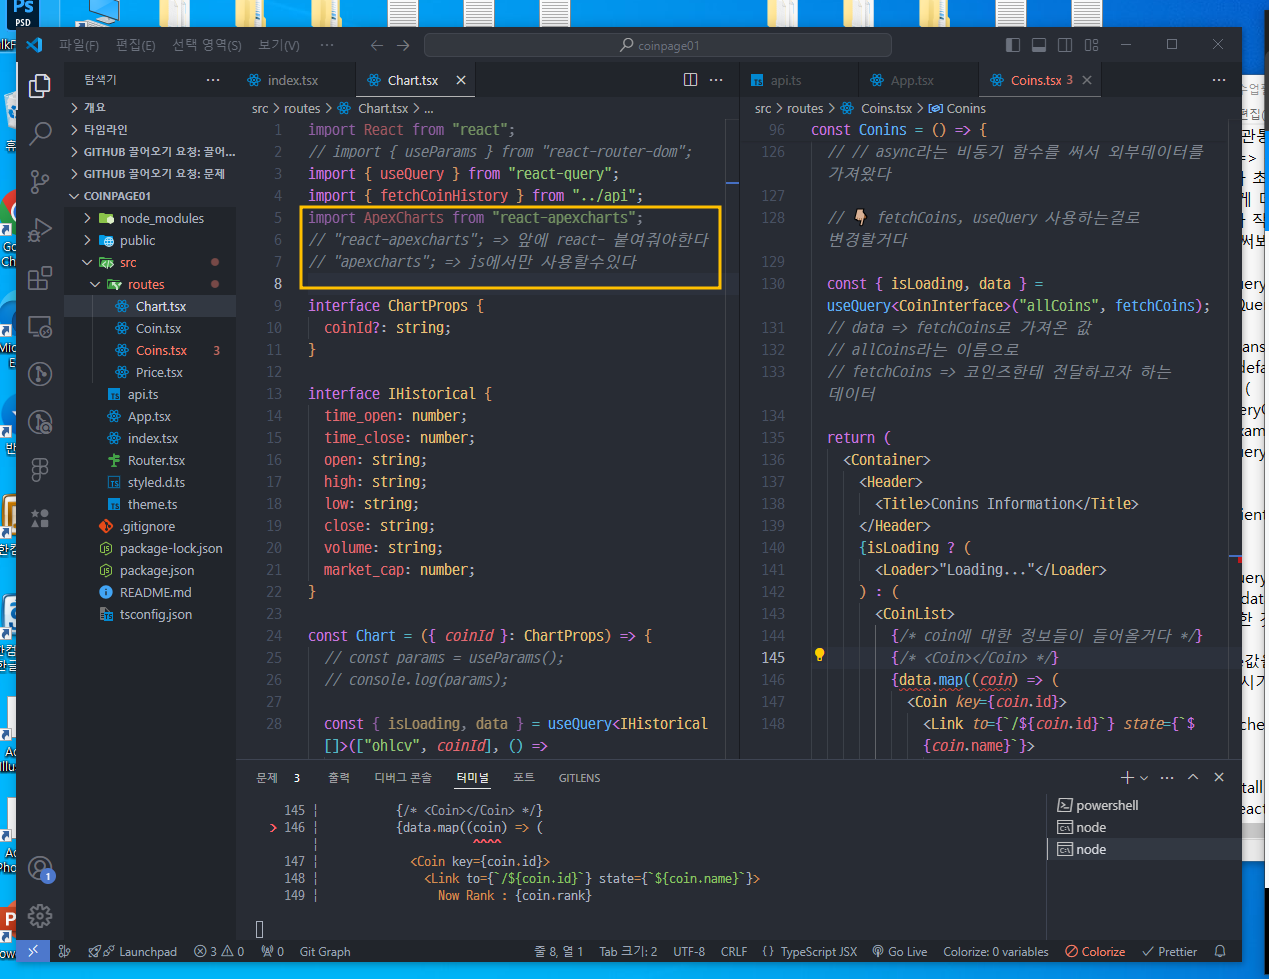 Ps
PSD
파일(F) 편집(E) 선택 영역(S) 보기(V) ··· coinpage01
탐색기 ···
개요
타임라인
GITHUB 끌어오기 요청: 끌어...
GITHUB 끌어오기 요청: 문제
COINPAGE01
node_modules
public
src
routes
Chart.tsx
Coin.tsx
Coins.tsx 3
Price.tsx
api.ts
App.tsx
index.tsx
Router.tsx
styled.d.ts
theme.ts
.gitignore
package-lock.json
package.json
README.md
tsconfig.json
index.tsx Chart.tsx ···
src > routes > Chart.tsx > ...
1 import React from "react";
2 // import { useParams } from "react-router-dom";
3 import { useQuery } from "react-query";
4 import { fetchCoinHistory } from "../api";
5 import ApexCharts from "react-apexcharts";
6 // "react-apexcharts"; => 앞에 react- 붙여줘야한다
7 // "apexcharts"; => js에서만 사용할수있다
8
9 interface ChartProps {
10 coinId?: string;
11 }
12
13 interface IHistorical {
14 time_open: number;
15 time_close: number;
16 open: string;
17 high: string;
18 low: string;
19 close: string;
20 volume: string;
21 market_cap: number;
22 }
23
24 const Chart = ({ coinId }: ChartProps) => {
25 // const params = useParams();
26 // console.log(params);
27
28 const { isLoading, data } = useQuery<IHistorical
[]>(["ohlcv", coinId], () =>
api.ts App.tsx Coins.tsx 3 ···
src > routes > Coins.tsx > Conins
96 const Conins = () => {
126 // // async라는 비동기 함수를 써서 외부데이터를
가져왔다
127
128 // 👇🏻 fetchCoins, useQuery 사용하는걸로
변경할거다
129
130 const { isLoading, data } =
useQuery<CoinInterface>("allCoins", fetchCoins);
131 // data => fetchCoins로 가져온 값
132 // allCoins라는 이름으로
133 // fetchCoins => 코인즈한테 전달하고자 하는
데이터
134
135 return (
136 <Container>
137 <Header>
138 <Title>Conins Information</Title>
139 </Header>
140 {isLoading ? (
141 <Loader>"Loading..."</Loader>
142 ) : (
143 <CoinList>
144 {/* coin에 대한 정보들이 들어올거다 */}
145 {/* <Coin></Coin> */}
146 {data.map((coin) => (
147 <Coin key={coin.id}>
148 <Link to={`/${coin.id}`} state={`$
{coin.name}`}>
문제 3 출력 디버그 콘솔 터미널 포트 GITLENS
145 | {/* <Coin></Coin> */}
> 146 | {data.map((coin) => (
|
147 | <Coin key={coin.id}>
148 | <Link to={`/${coin.id}`} state={`${coin.name}`}>
149 | Now Rank : {coin.rank}
powershell
node
node
1
Launchpad 3 0 0 Git Graph 줄 8, 열 1 Tab 크기: 2 UTF-8 CRLF {} TypeScript JSX Go Live Colorize: 0 variables Colorize Prettier